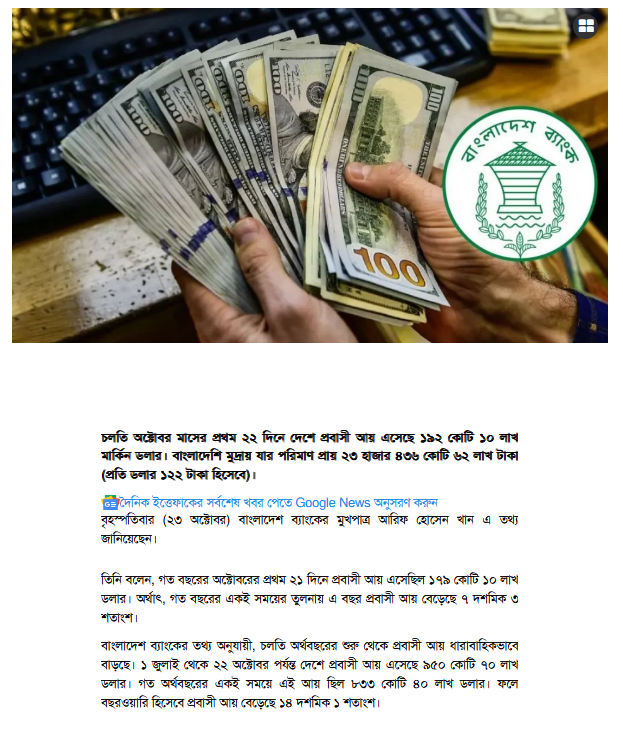 বাংলাদেশ ব্যাংক
100
100
100
100
100
চলতি অক্টোবর মাসের প্রথম ২২ দিনে দেশে প্রবাসী আয় এসেছে ১৯২ কোটি ১০ লাখ
মার্কিন ডলার। বাংলাদেশি মুদ্রায় যার পরিমাণ প্রায় ২৩ হাজার ৪৩৬ কোটি ৬২ লাখ টাকা
(প্রতি ডলার ১২২ টাকা হিসেবে)।
GE দৈনিক ইত্তেফাকের সর্বশেষ খবর পেতে Google News অনুসরণ করুন
বৃহস্পতিবার (২৩ অক্টোবর) বাংলাদেশ ব্যাংকের মুখপাত্র আরিফ হোসেন খান এ তথ্য
জানিয়েছেন।
তিনি বলেন, গত বছরের অক্টোবরের প্রথম ২১ দিনে প্রবাসী আয় এসেছিল ১৭৯ কোটি ১০ লাখ
ডলার। অর্থাৎ, গত বছরের একই সময়ের তুলনায় এ বছর প্রবাসী আয় বেড়েছে ৭ দশমিক ৩
শতাংশ।
বাংলাদেশ ব্যাংকের তথ্য অনুযায়ী, চলতি অর্থবছরের শুরু থেকে প্রবাসী আয় ধারাবাহিকভাবে
বাড়ছে। ১ জুলাই থেকে ২২ অক্টোবর পর্যন্ত দেশে প্রবাসী আয় এসেছে ৯৫০ কোটি ৭০ লাখ
ডলার। গত অর্থবছরের একই সময়ে এই আয় ছিল ৮৩৩ কোটি ৪০ লাখ ডলার। ফলে
বছরওয়ারি হিসেবে প্রবাসী আয় বেড়েছে ১৪ দশমিক ১ শতাংশ।